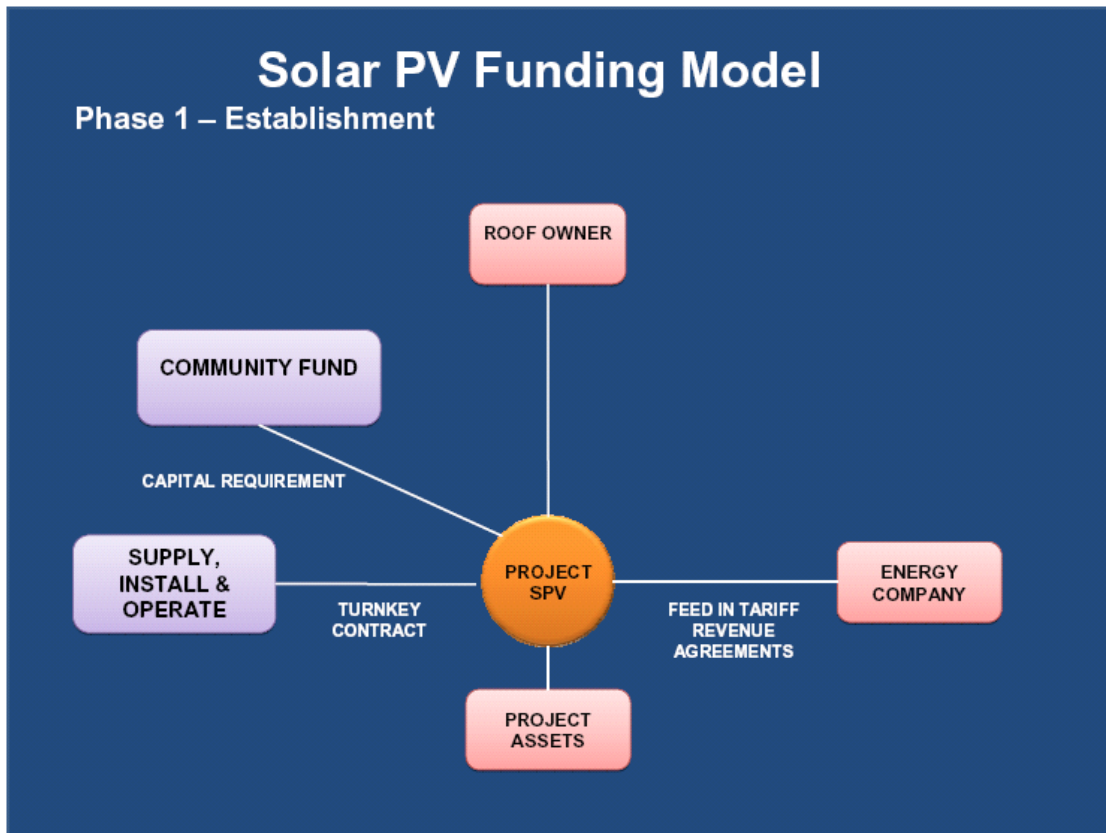 Solar PV Funding Model
Phase 1 – Establishment
ROOF OWNER
COMMUNITY FUND
CAPITAL REQUIREMENT
SUPPLY,
INSTALL &
OPERATE
TURNKEY
CONTRACT
PROJECT
SPV
FEED IN TARIFF
REVENUE
AGREEMENTS
ENERGY
COMPANY
PROJECT
ASSETS